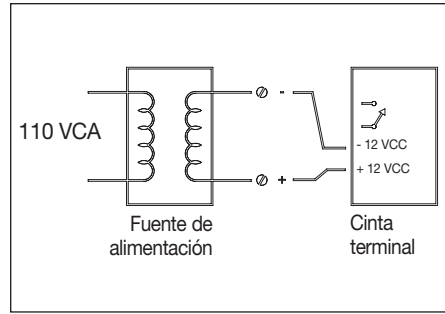 110 VCA
-
+
- 12 VCC
+ 12 VCC
Fuente de
alimentación
Cinta
terminal